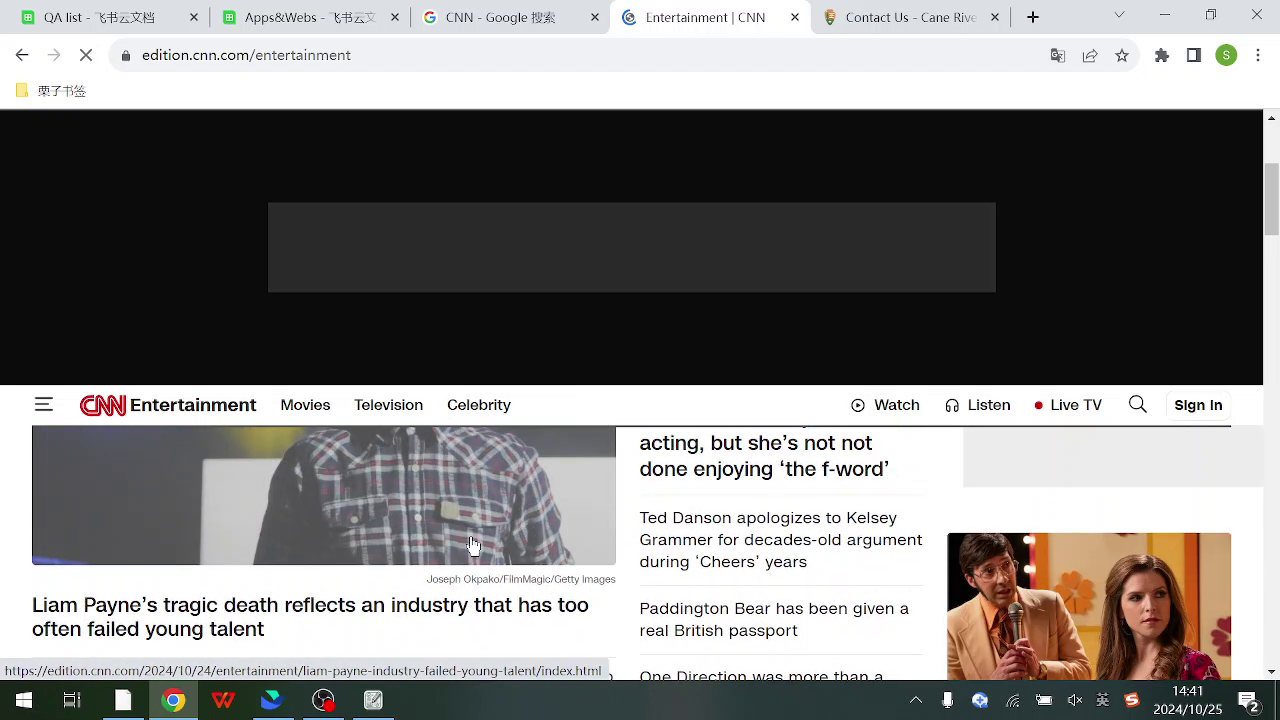 QA list - 飞书云文档
Apps&Works - 飞书云文
CNN - Google 搜索
Entertainment | CNN
Contact Us - Cane Rive
edition.cnn.com/entertainment
S
栗子书签
CNN Entertainment
Movies
Television
Celebrity
Watch
Listen
Live TV
Sign In
acting, but she’s not not
done enjoying ‘the f-word’
Ted Danson apologizes to Kelsey
Grammer for decades-old argument
during ‘Cheers’ years
Joseph Okpako/FilmMagic/Getty Images
Liam Payne’s tragic death reflects an industry that has too
often failed young talent
Paddington Bear has been given a
real British passport
One Direction was more than a
https://edition.cnn.com/2024/10/24/entertainment/liam-payne-industry-failed-young-talent/index.html
英
14:41
2024/10/25
2